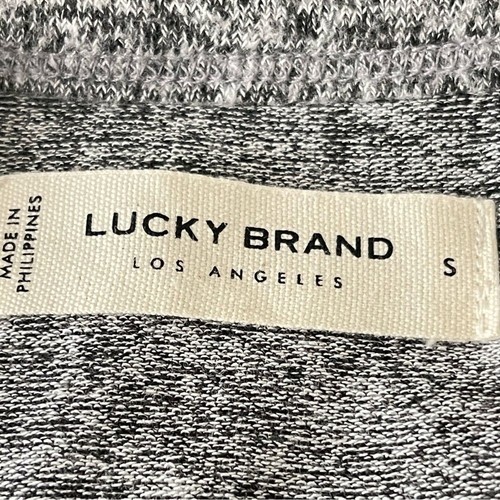 MADE IN
PHILIPPINES
LUCKY BRAND
LOS ANGELES
S